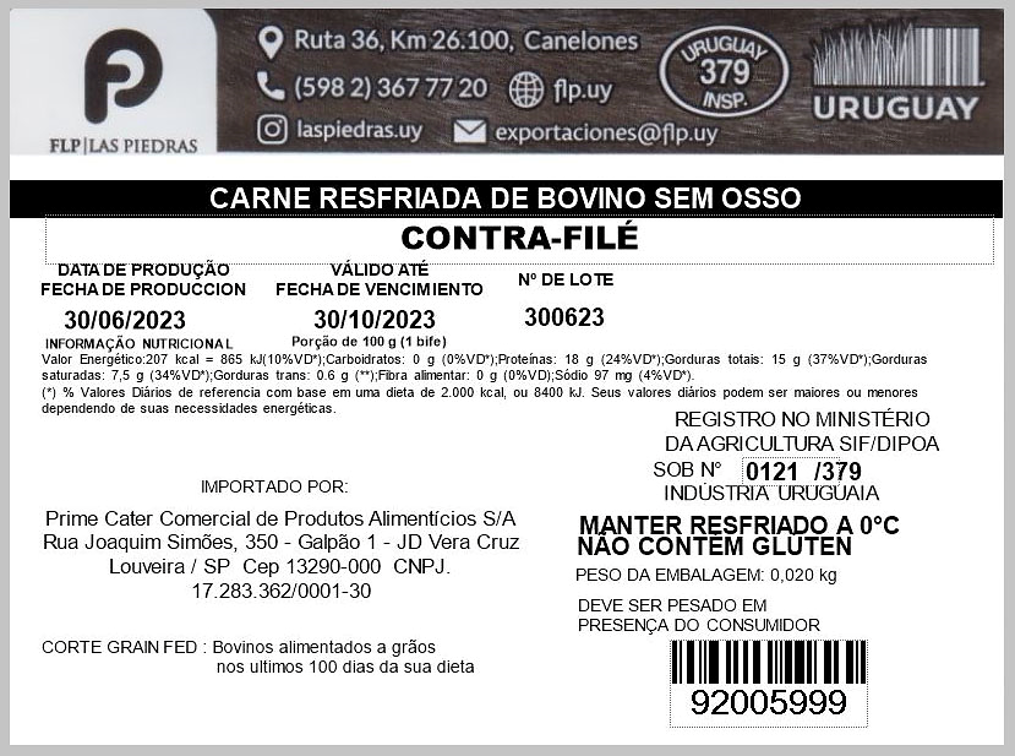 FLP|LAS PIEDRAS
Ruta 36, Km 26.100, Canelones
(598 2) 367 77 20 flp.uy
laspiedras.uy exportaciones@flp.uy
URUGUAY
379
INSP.
URUGUAY
CARNE RESFRIADA DE BOVINO SEM OSSO
CONTRA-FILÉ
DATA DE PRODUÇÃO
FECHA DE PRODUCCION
30/06/2023
VÁLIDO ATÉ
FECHA DE VENCIMIENTO
30/10/2023
Nº DE LOTE
300623
INFORMAÇÃO NUTRICIONAL Porção de 100 g (1 bife)
Valor Energético:207 kcal = 865 kJ(10%VD*);Carboidratos: 0 g (0%VD*);Proteínas: 18 g (24%VD*);Gorduras totais: 15 g (37%VD*);Gorduras
saturadas: 7,5 g (34%VD*);Gorduras trans: 0.6 g (**);Fibra alimentar: 0 g (0%VD);Sódio 97 mg (4%VD*).
(*) % Valores Diários de referencia com base em uma dieta de 2.000 kcal, ou 8400 kJ. Seus valores diários podem ser maiores ou menores
dependendo de suas necessidades energéticas.
REGISTRO NO MINISTÉRIO
DA AGRICULTURA SIF/DIPOA
SOB N° 0121 /379
INDÚSTRIA URUGUAIA
IMPORTADO POR:
Prime Cater Comercial de Produtos Alimentícios S/A
Rua Joaquim Simões, 350 - Galpão 1 - JD Vera Cruz
Louveira / SP Cep 13290-000 CNPJ.
17.283.362/0001-30
MANTER RESFRIADO A 0°C
NÃO CONTÉM GLÚTEN
PESO DA EMBALAGEM: 0,020 kg
DEVE SER PESADO EM
PRESENÇA DO CONSUMIDOR
CORTE GRAIN FED : Bovinos alimentados a grãos
nos ultimos 100 dias da sua dieta
92005999